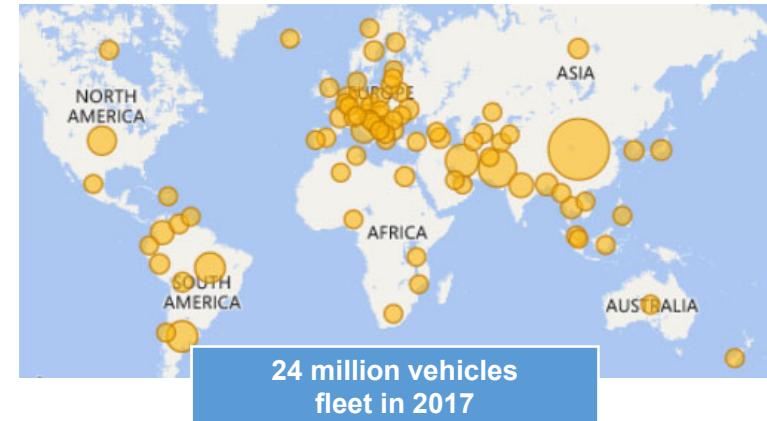 NORTH
AMERICA
EUROPE
ASIA
AFRICA
SOUTH
AMERICA
AUSTRALIA
24 million vehicles
fleet in 2017